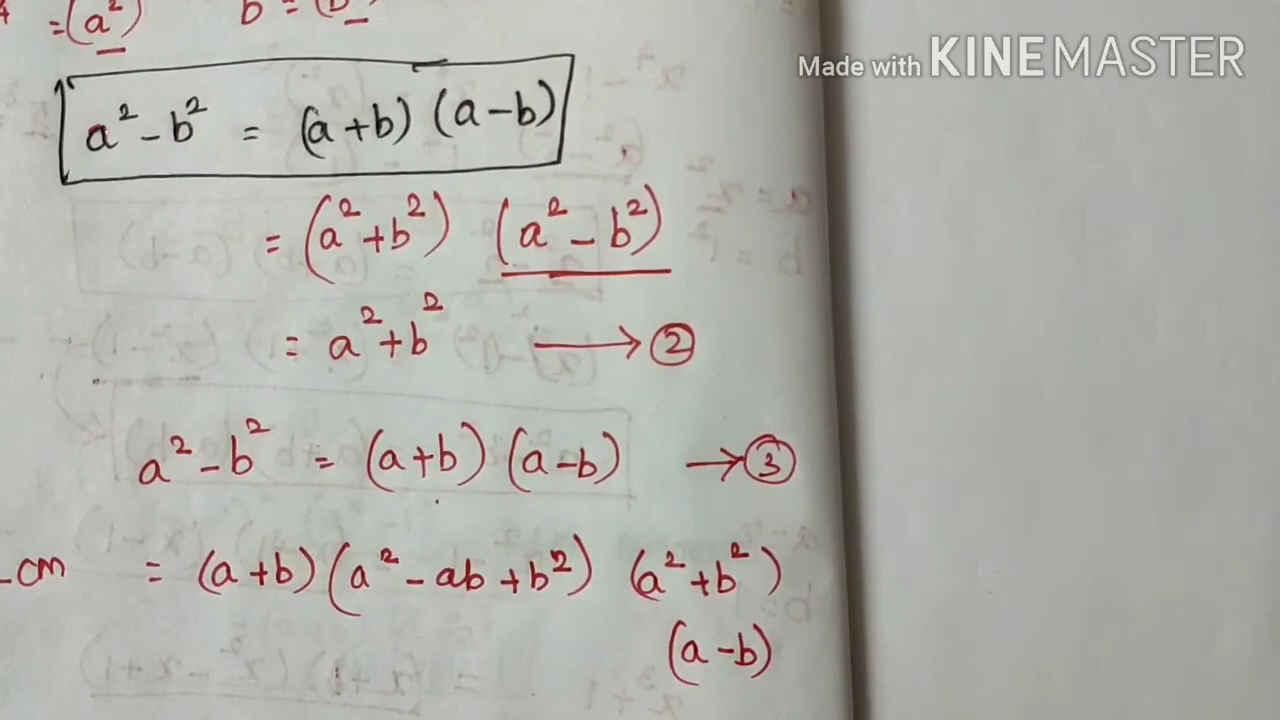 = (a²) b = (b
Made with KINEMASTER
a² - b² = (a + b) (a - b)
= (a² + b²) (a² - b²)
= a² + b² → ②
a² - b² = (a + b) (a - b) → ③
-cm = (a + b) (a² - ab + b²) (a² + b²)
(a - b)